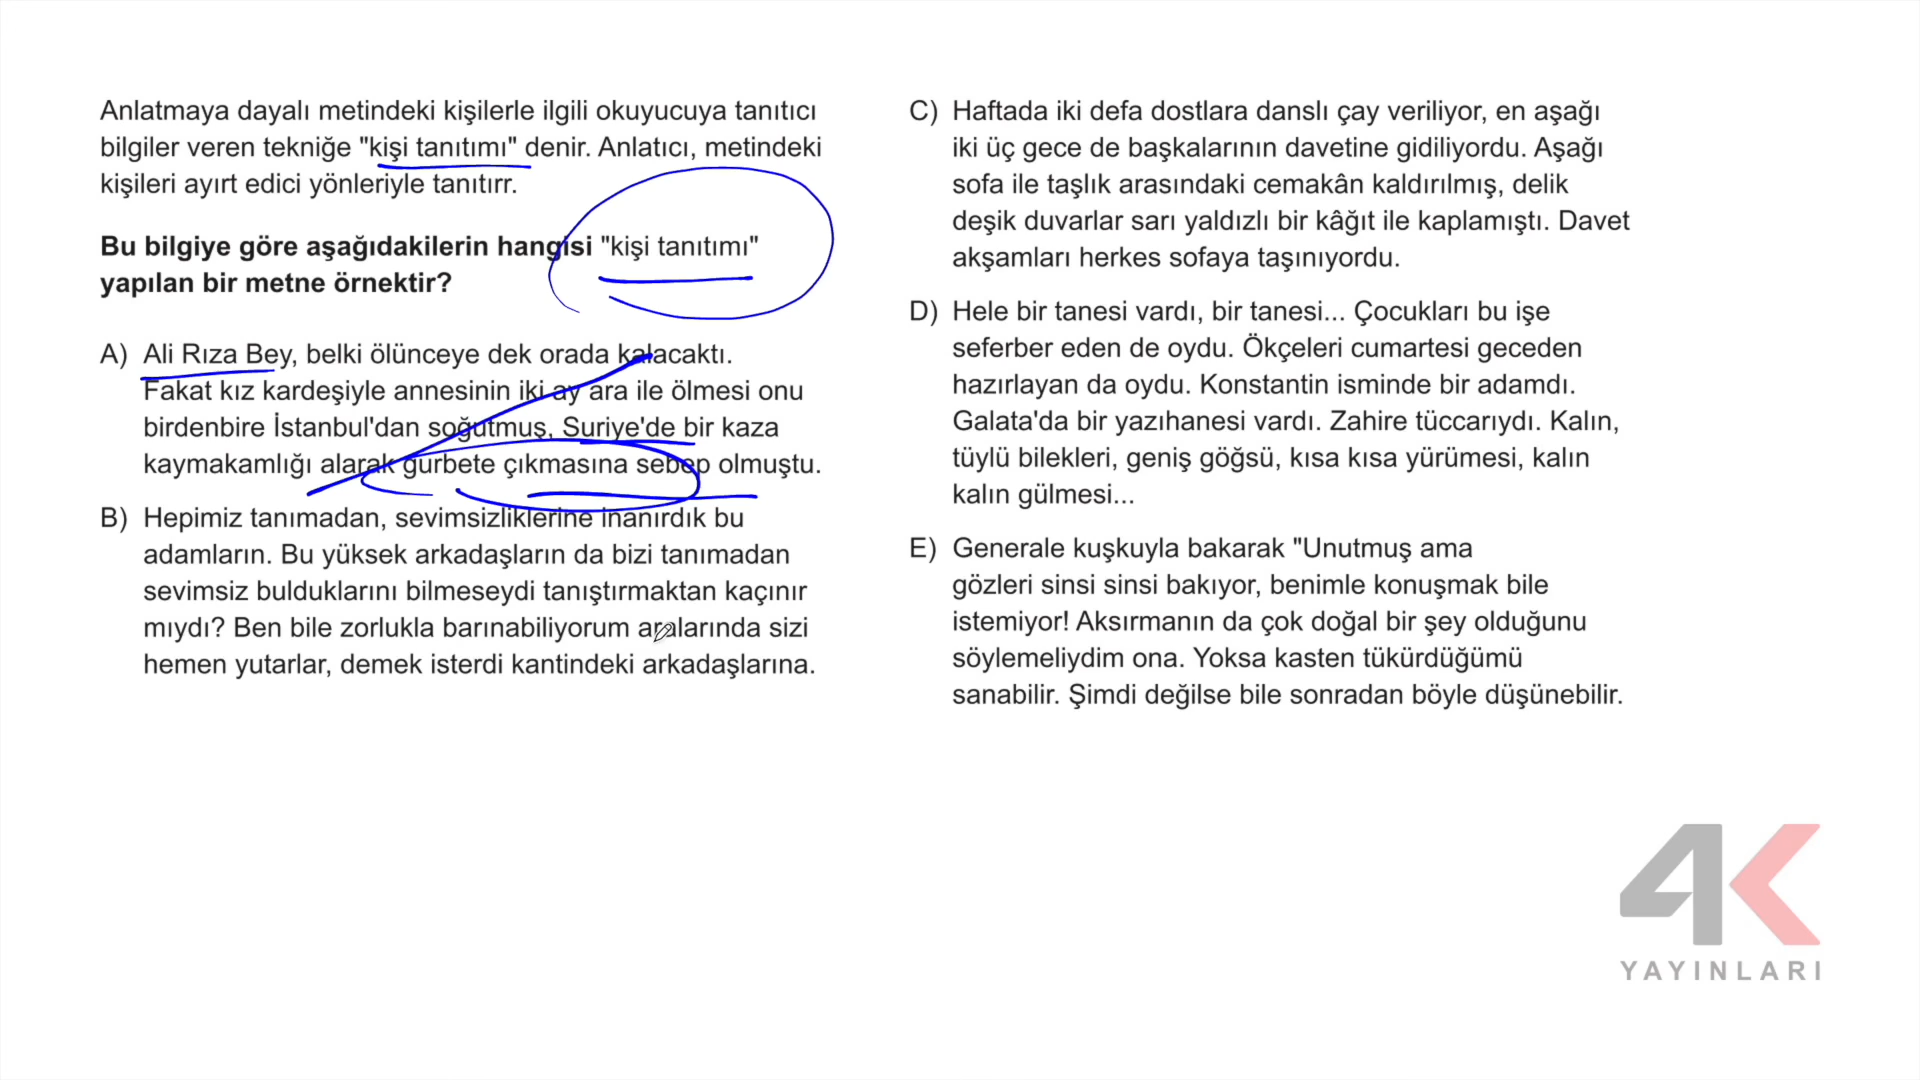 Anlatmaya dayalı metindeki kişilerle ilgili okuyucuya tanıtıcı
bilgiler veren tekniğe "kişi tanıtımı" denir. Anlatıcı, metindeki
kişileri ayırt edici yönleriyle tanıtırr.
Bu bilgiye göre aşağıdakilerin hangisi "kişi tanıtımı"
yapılan bir metne örnektir?
A) Ali Rıza Bey, belki ölünceye dek orada kalacaktı.
Fakat kız kardeşiyle annesinin iki ay ara ile ölmesi onu
birdenbire İstanbul'dan soğutmuş, Suriye'de bir kaza
kaymakamlığı alarak gurbete çıkmasına sebep olmuştu.
B) Hepimiz tanımadan, sevimsizliklerine inanırdık bu
adamların. Bu yüksek arkadaşların da bizi tanımadan
sevimsiz bulduklarını bilmeseydi tanıştırmaktan kaçınır
mıydı? Ben bile zorlukla barınabiliyorum aralarında sizi
hemen yutarlar, demek isterdi kantindeki arkadaşlarına.
C) Haftada iki defa dostlara danslı çay veriliyor, en aşağı
iki üç gece de başkalarının davetine gidiliyordu. Aşağı
sofa ile taşlık arasındaki cemakân kaldırılmış, delik
deşik duvarlar sarı yaldızlı bir kâğıt ile kaplamıştı. Davet
akşamları herkes sofaya taşınıyordu.
D) Hele bir tanesi vardı, bir tanesi... Çocukları bu işe
seferber eden de oydu. Ökçeleri cumartesi geceden
hazırlayan da oydu. Konstantin isminde bir adamdı.
Galata'da bir yazıhanesi vardı. Zahire tüccarıydı. Kalın,
tüylü bilekleri, geniş göğsü, kısa kısa yürümesi, kalın
kalın gülmesi...
E) Generale kuşkuyla bakarak "Unutmuş ama
gözleri sinsi sinsi bakıyor, benimle konuşmak bile
istemiyor! Aksırmanın da çok doğal bir şey olduğunu
söylemeliydim ona. Yoksa kasten tükürdüğümü
sanabilir. Şimdi değilse bile sonradan böyle düşünebilir.
4K
YAYINLARI